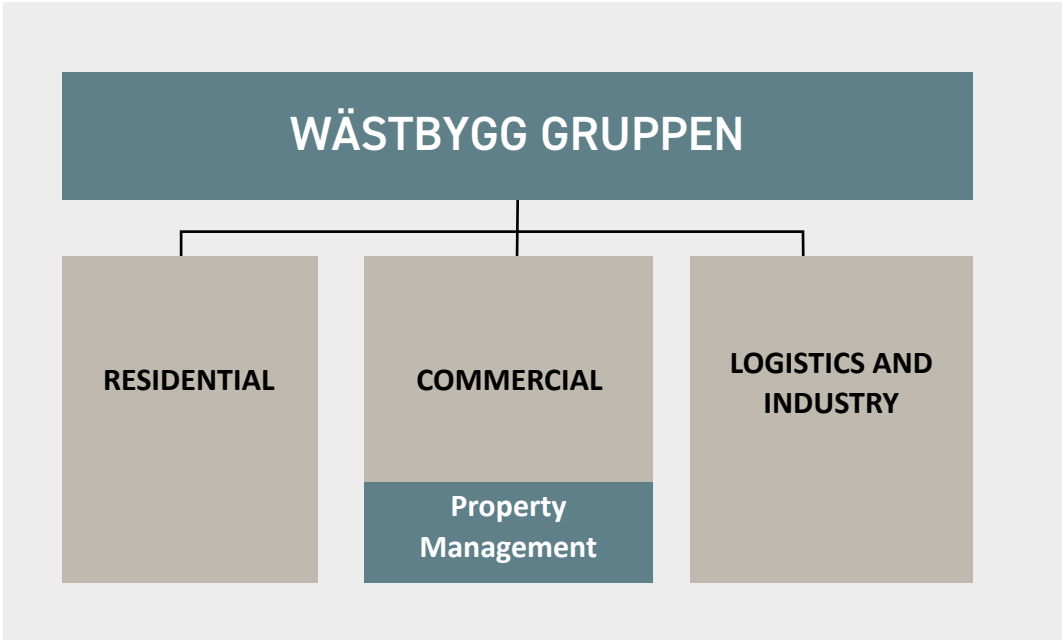 WÄSTBYGG GRUPPEN
RESIDENTIAL
COMMERCIAL
Property
Management
LOGISTICS AND
INDUSTRY